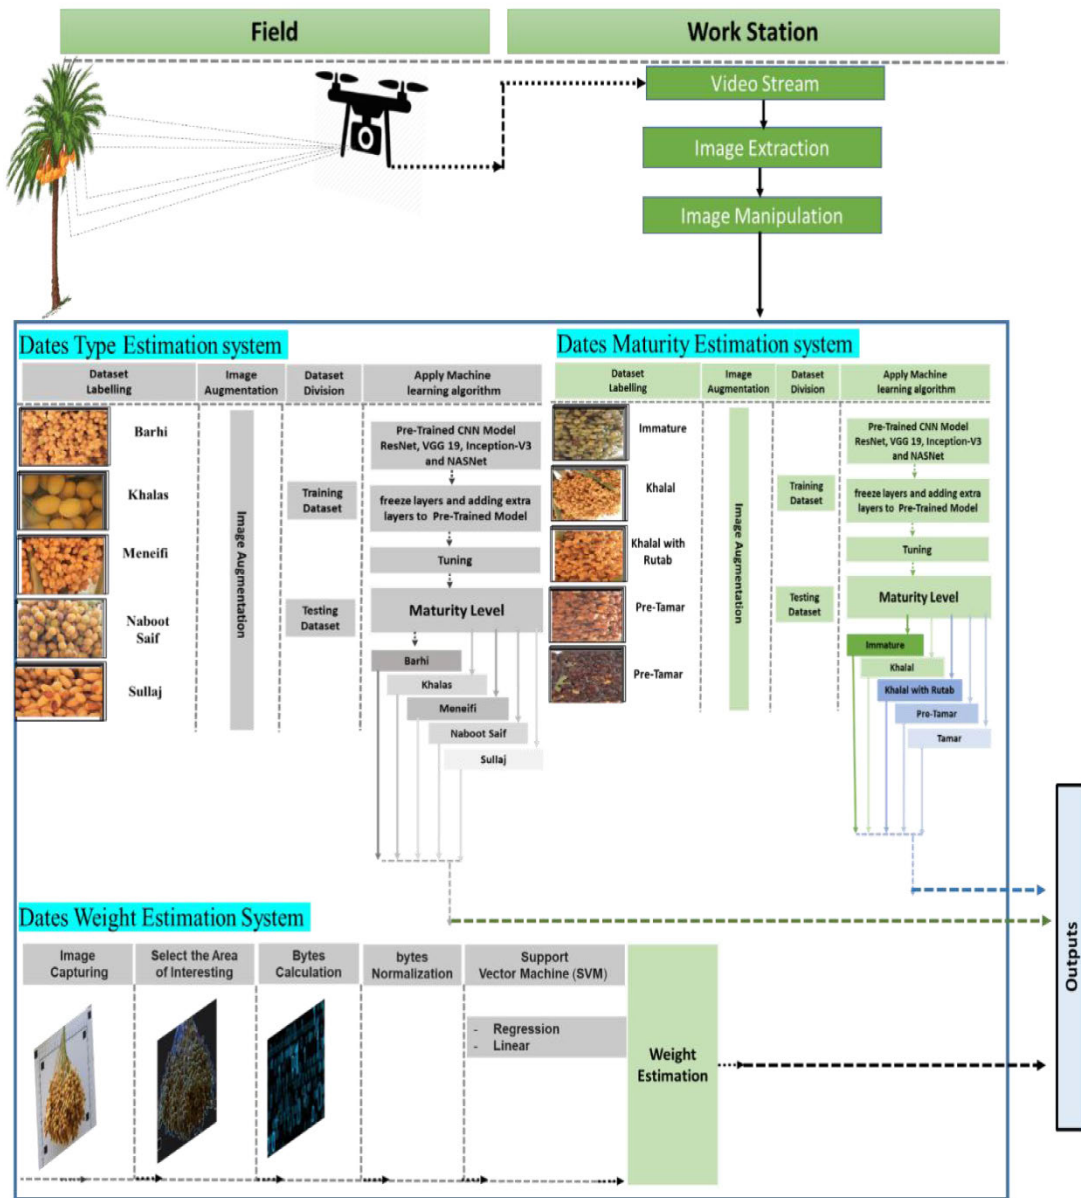 Field
Work Station
Video Stream
Image Extraction
Image Manipulation
Dates Type Estimation system
Dataset
Labelling
Image
Augmentation
Dataset
Division
Apply Machine
learning algorithm
Barhi
Khalas
Meneifi
Naboot
Saif
Sullaj
Image Augmentation
Training
Dataset
Testing
Dataset
Pre-Trained CNN Model
ResNet, VGG 19, Inception-V3
and NASNet
freeze layers and adding extra
layers to Pre-Trained Model
Tuning
Maturity Level
Barhi
Khalas
Meneifi
Naboot Saif
Sullaj
Dates Maturity Estimation system
Dataset
Labelling
Image
Augmentation
Dataset
Division
Apply Machine
learning algorithm
Immature
Khalal
Khalal with
Rutab
Pre-Tamar
Pre-Tamar
Image Augmentation
Training
Dataset
Testing
Dataset
Pre-Trained CNN Model
ResNet, VGG 19, Inception-V3
and NASNet
freeze layers and adding extra
layers to Pre-Trained Model
Tuning
Maturity Level
Immature
Khalal
Khalal with Rutab
Pre-Tamar
Tamar
Dates Weight Estimation System
Image
Capturing
Select the Area
of Interesting
Bytes
Calculation
bytes
Normalization
Support
Vector Machine (SVM)
- Regression
- Linear
Weight
Estimation
Outputs